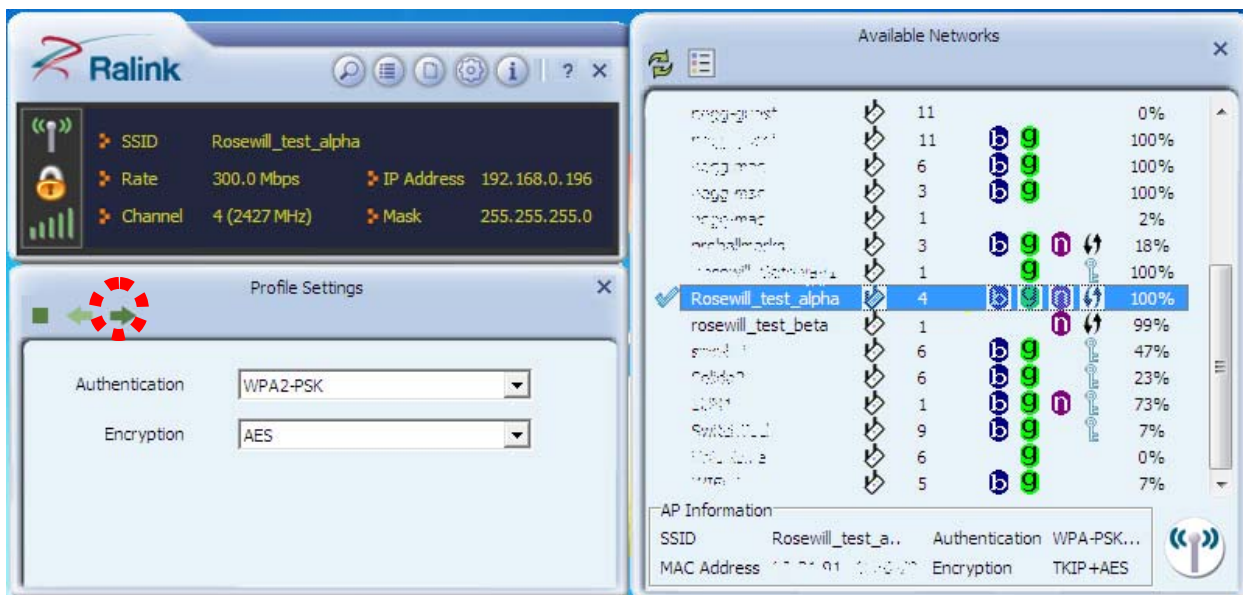 Ralink
?
SSID Rosewill_test_alpha
Rate 300.0 Mbps IP Address 192.168.0.196
Channel 4 (2427 MHz) Mask 255.255.255.0
Profile Settings
Authentication WPA2-PSK
Encryption AES
Available Networks
11 0%
11 b g 100%
6 b g 100%
3 b g 100%
1 2%
3 b g n 18%
1 g 100%
Rosewill_test_alpha 4 b g n 100%
rosewill_test_beta 1 n 99%
6 b g 47%
6 b g 23%
1 b g n 73%
9 b g 7%
6 g 0%
5 b g 7%
AP Information
SSID Rosewill_test_a.. Authentication WPA-PSK...
MAC Address Encryption TKIP+AES